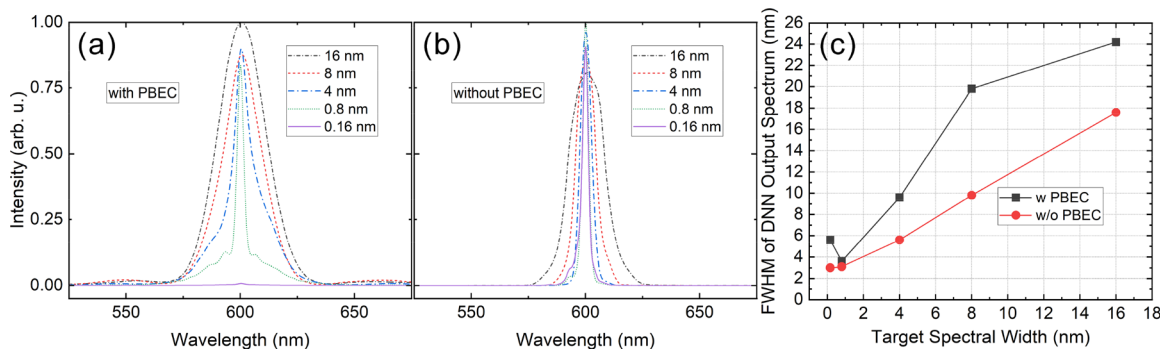 (a)
with PBEC
16 nm
8 nm
4 nm
0.8 nm
0.16 nm
1.00
0.75
0.50
0.25
0.00
Intensity (arb. u.)
550
600
650
Wavelength (nm)
(b)
without PBEC
16 nm
8 nm
4 nm
0.8 nm
0.16 nm
550
600
650
Wavelength (nm)
(c)
w PBEC
w/o PBEC
26
24
22
20
18
16
14
12
10
8
6
4
2
0
FWHM of DNN Output Spectrum (nm)
0
2
4
6
8
10
12
14
16
18
Target Spectral Width (nm)